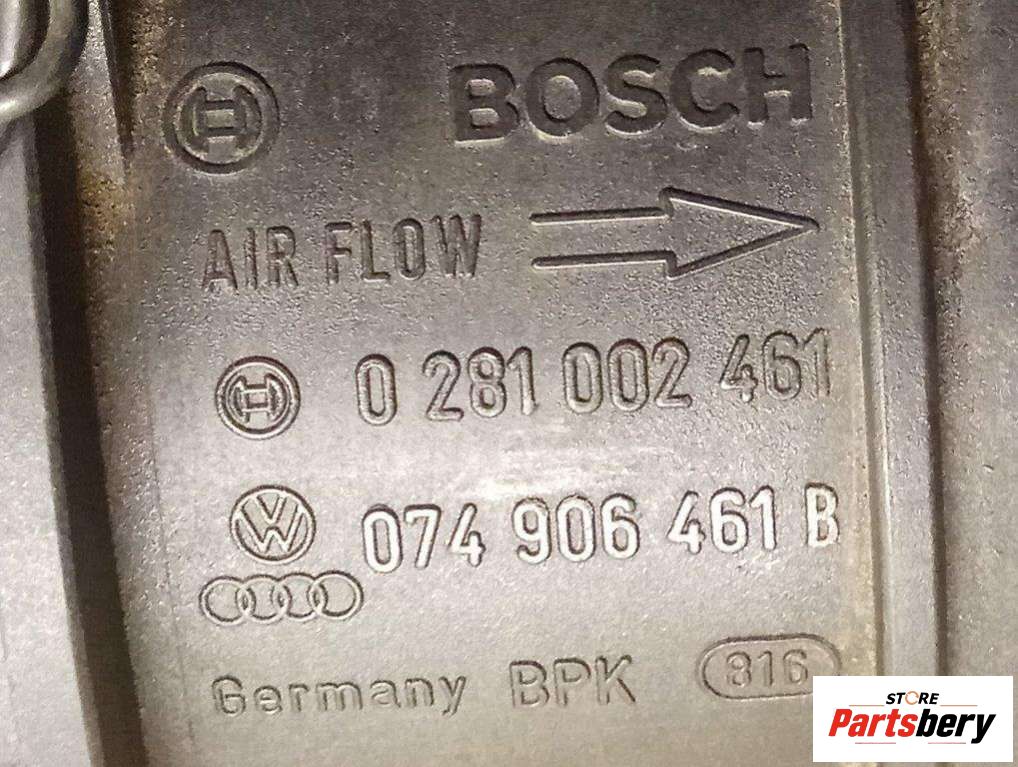 BOSCH
AIR FLOW
0 281 002 461
074 906 461 B
Germany BPK 816
STORE
Partsbery